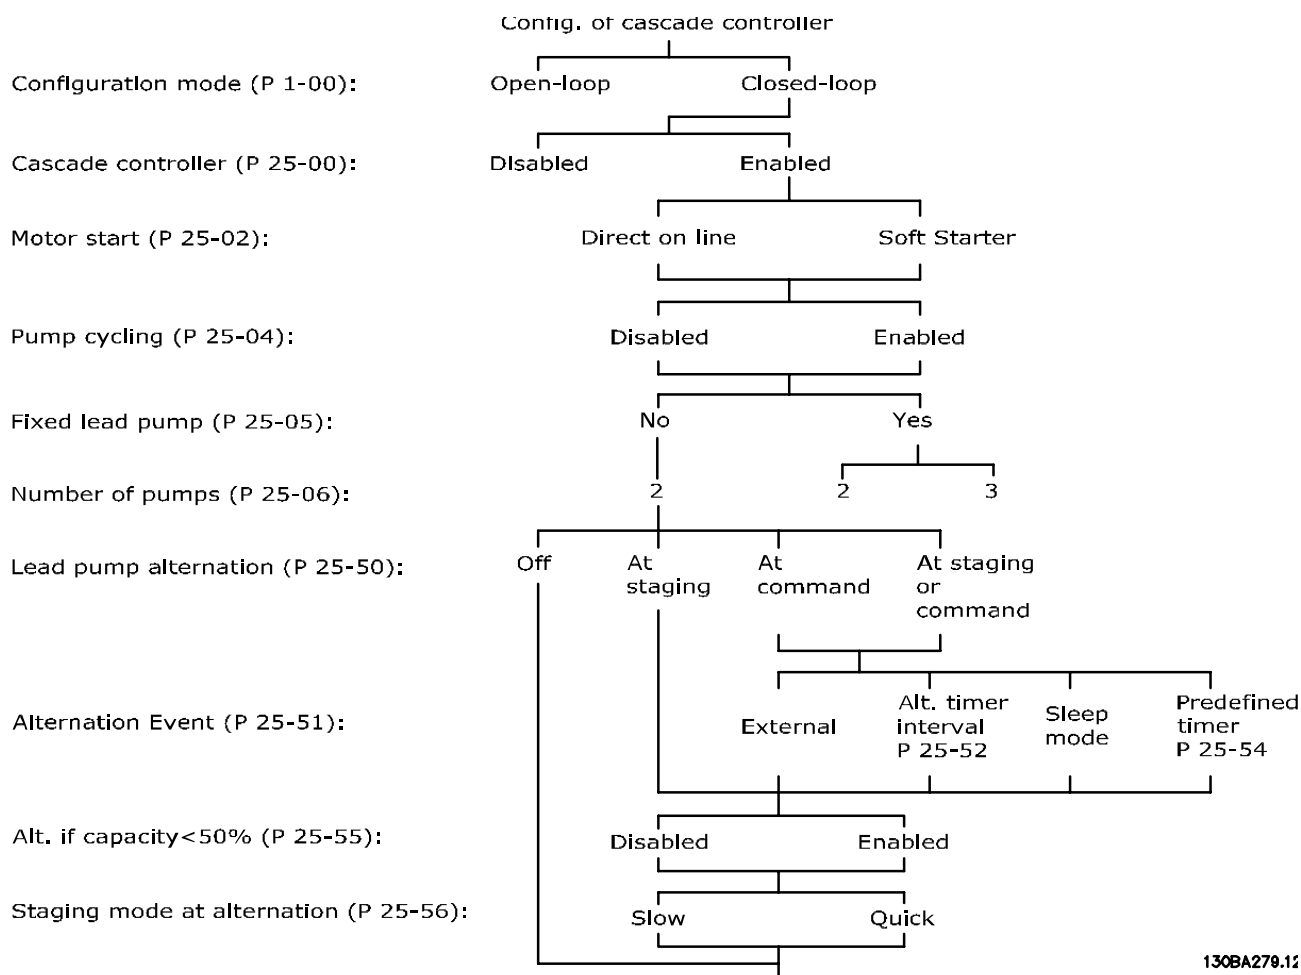 Config. of cascade controller
Configuration mode (P 1-00): Open-loop Closed-loop
Cascade controller (P 25-00): Disabled Enabled
Motor start (P 25-02): Direct on line Soft Starter
Pump cycling (P 25-04): Disabled Enabled
Fixed lead pump (P 25-05): No Yes
Number of pumps (P 25-06): 2 2 3
Lead pump alternation (P 25-50): Off
At
staging
At
command
At staging
or
command
Alternation Event (P 25-51): External
Alt. timer
interval
P 25-52
Sleep
mode
Predefined
timer
P 25-54
Alt. if capacity<50% (P 25-55): Disabled Enabled
Staging mode at alternation (P 25-56): Slow Quick
130BA279.12